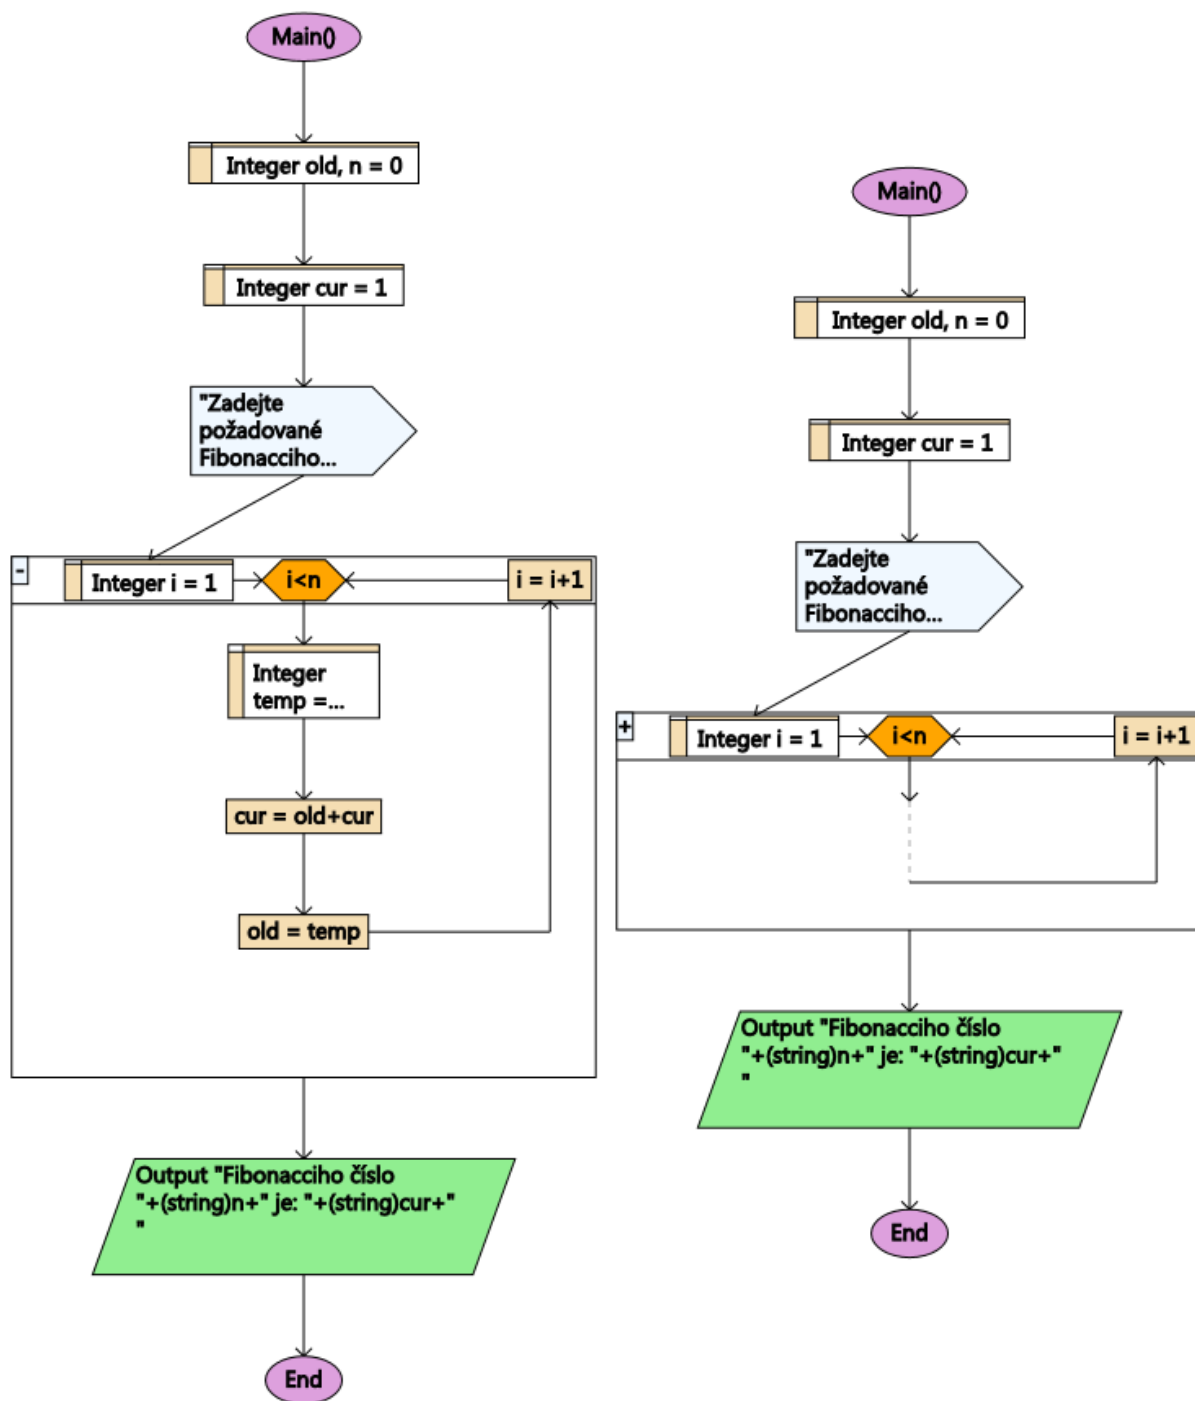 Main()
Integer old, n = 0
Integer cur = 1
"Zadejte
požadované
Fibonacciho...
-
Integer i = 1
i<n
i = i+1
Integer
temp =...
cur = old+cur
old = temp
Output "Fibonacciho číslo
"+(string)n+" je: "+(string)cur+"
"
End
Main()
Integer old, n = 0
Integer cur = 1
"Zadejte
požadované
Fibonacciho...
+
Integer i = 1
i<n
i = i+1
Output "Fibonacciho číslo
"+(string)n+" je: "+(string)cur+"
"
End